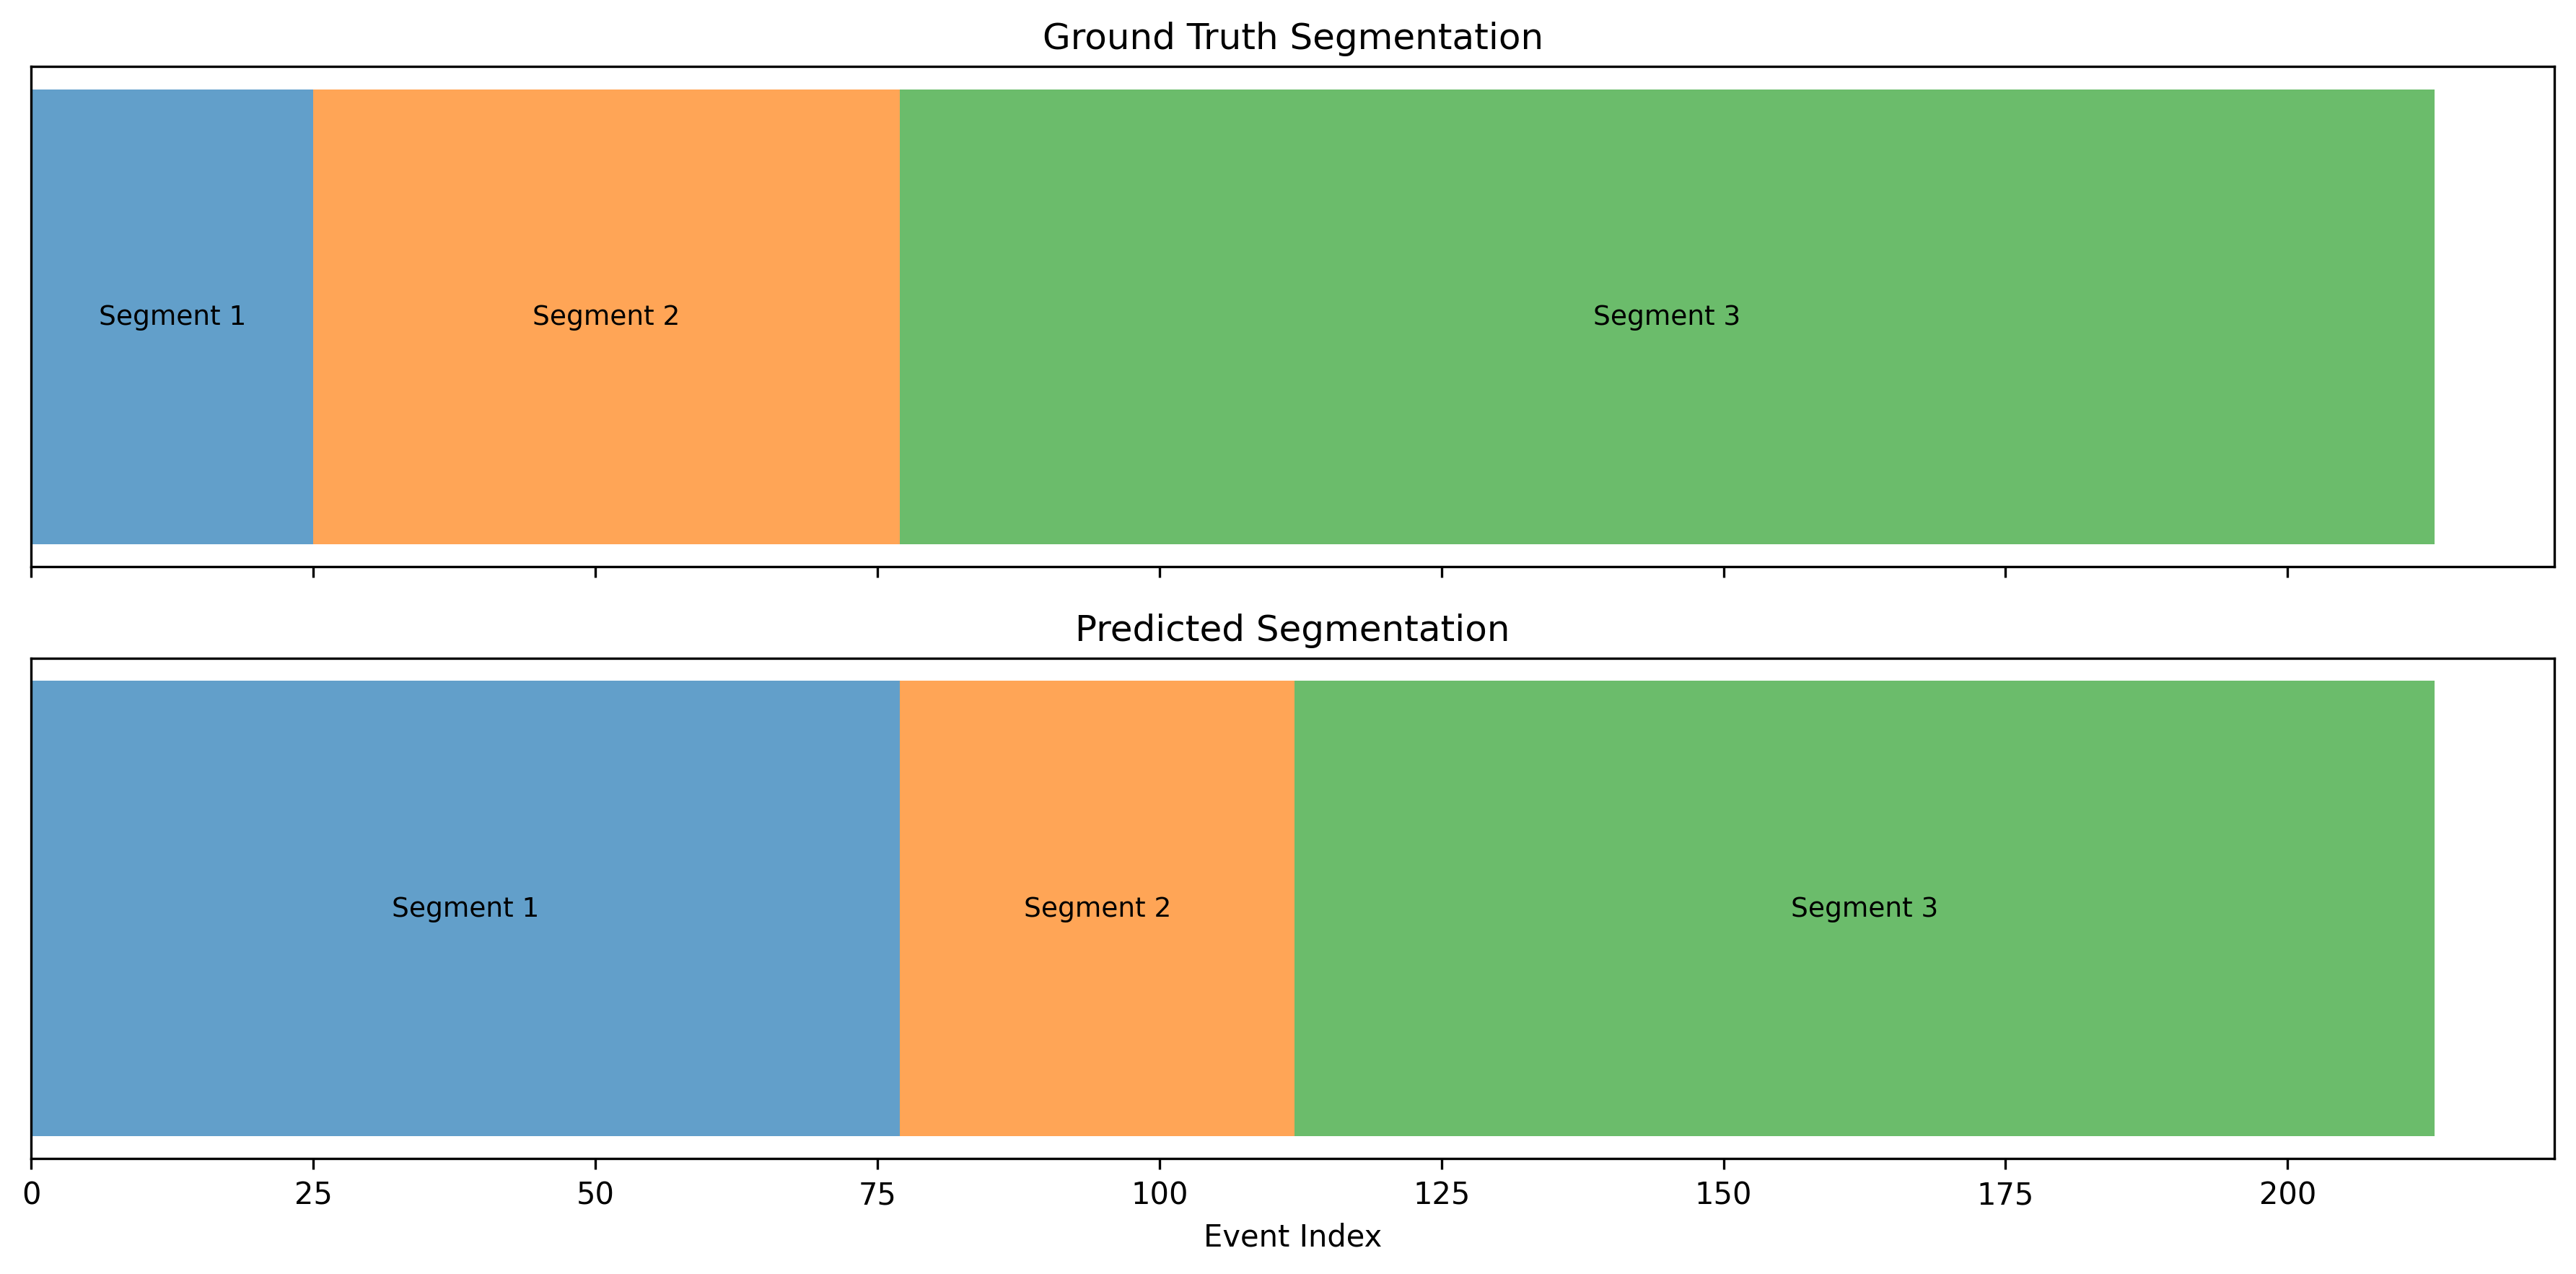 Ground Truth Segmentation
Segment 1 Segment 2 Segment 3
Predicted Segmentation
Segment 1 Segment 2 Segment 3
0 25 50 75 100 125 150 175 200
Event Index